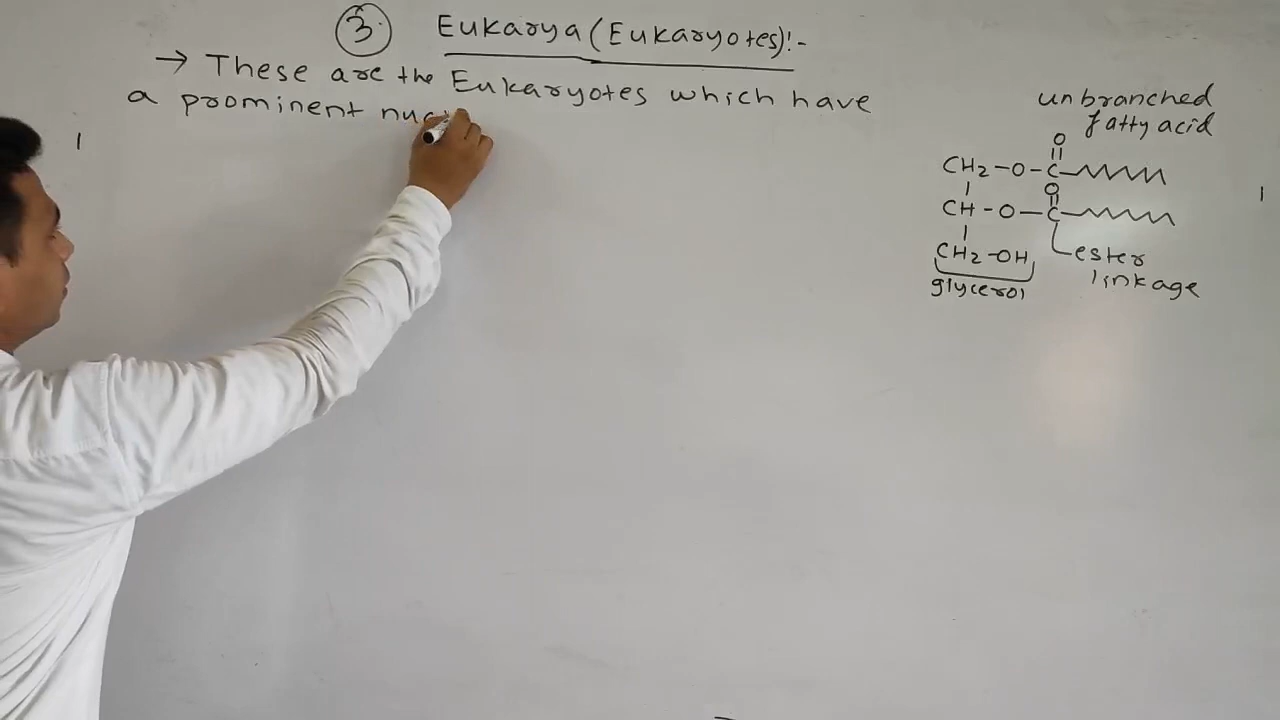 3 Eukarya (Eukaryotes)!-
→ These are the Eukaryotes which have
a prominent nuc
unbranched
fatty acid
O
CH2-O-C
O
CH-O-C
CH2-OH
ester
linkage
glycerol